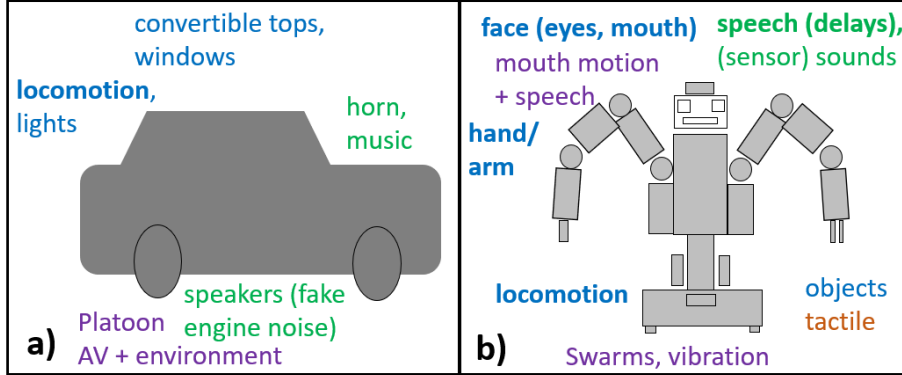 convertible tops,
windows
locomotion,
lights
horn,
music
speakers (fake
engine noise)
Platoon
AV + environment
a)
face (eyes, mouth)
mouth motion
+ speech
speech (delays),
(sensor) sounds
hand/
arm
locomotion
objects
tactile
Swarms, vibration
b)